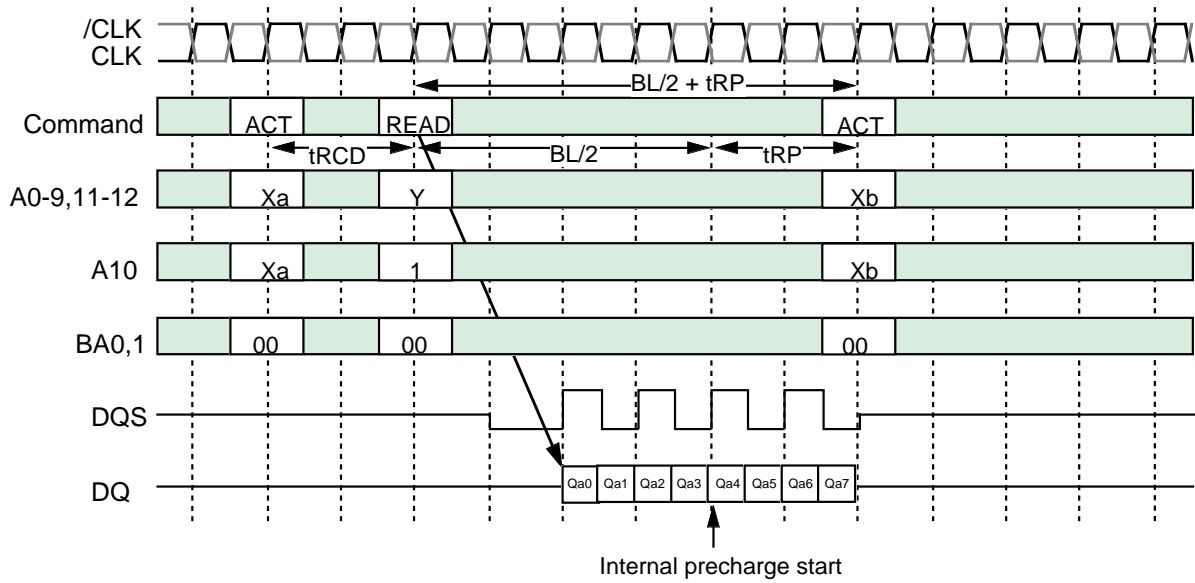 /CLK
CLK
BL/2 + tRP
Command ACT READ ACT
tRCD BL/2 tRP
A0-9,11-12 Xa Y Xb
A10 Xa 1 Xb
BA0,1 00 00 00
DQS
DQ Qa0 Qa1 Qa2 Qa3 Qa4 Qa5 Qa6 Qa7
Internal precharge start